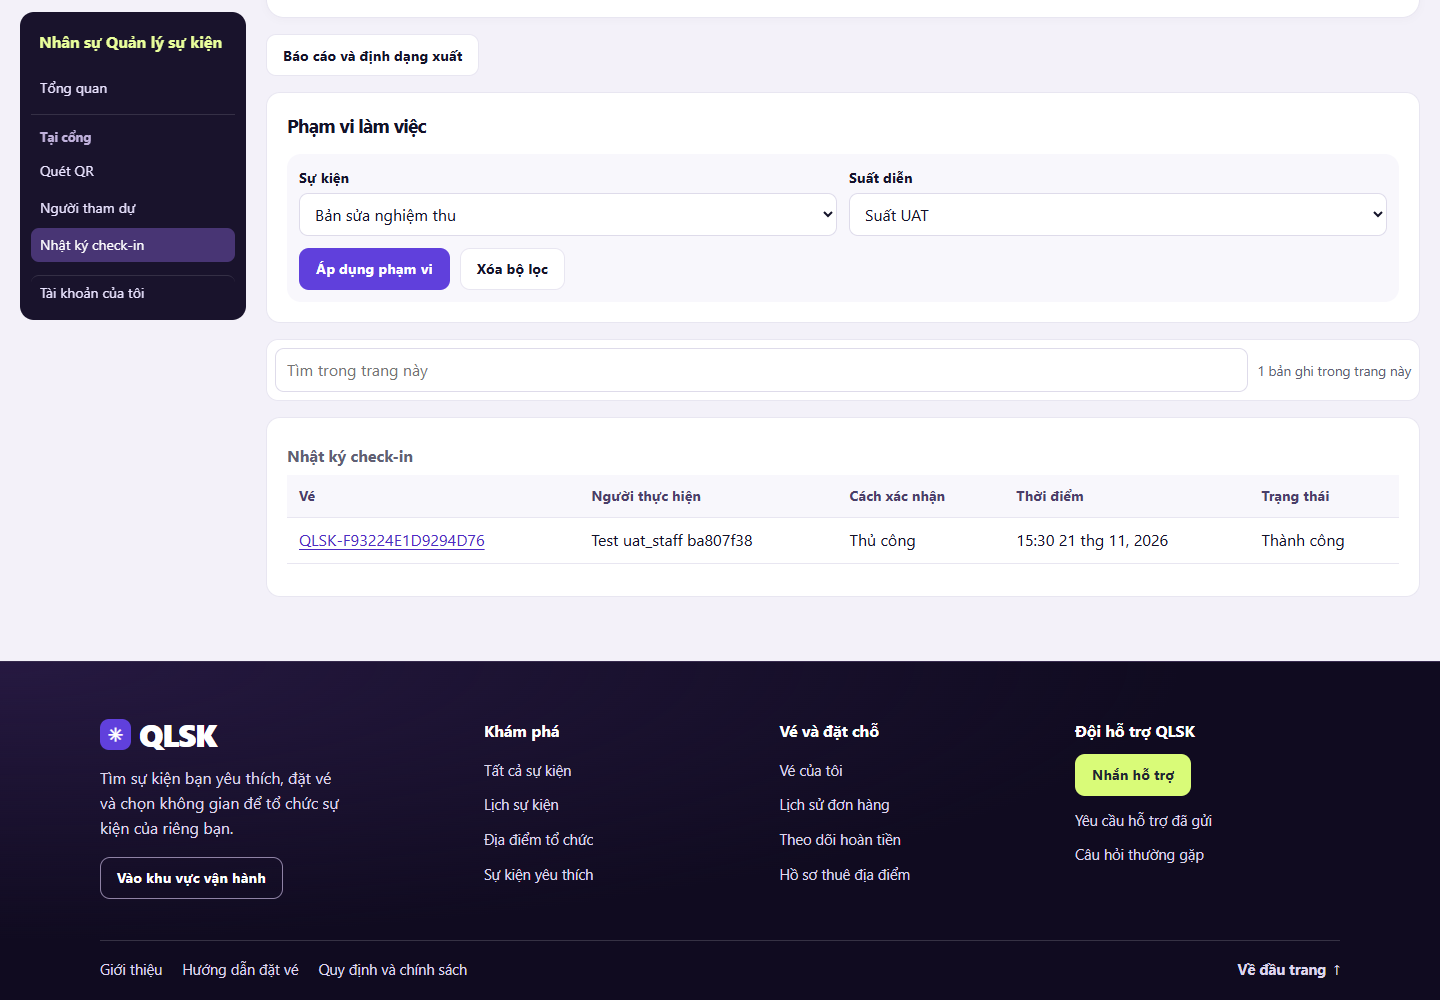 Nhân sự Quản lý sự kiện
Tổng quan
Tại cổng
Quét QR
Người tham dự
Nhật ký check-in
Tài khoản của tôi
Báo cáo và định dạng xuất
Phạm vi làm việc
Sự kiện
Suất diễn
Bản sửa nghiệm thu
Suất UAT
Áp dụng phạm vi
Xóa bộ lọc
Tìm trong trang này
1 bản ghi trong trang này
Nhật ký check-in
Vé Người thực hiện Cách xác nhận Thời điểm Trạng thái
QLSK-F93224E1D9294D76 Test uat_staff ba807f38 Thủ công 15:30 21 thg 11, 2026 Thành công
QLSK
Tìm sự kiện bạn yêu thích, đặt vé
và chọn không gian để tổ chức sự
kiện của riêng bạn.
Vào khu vực vận hành
Khám phá
Tất cả sự kiện
Lịch sự kiện
Địa điểm tổ chức
Sự kiện yêu thích
Vé và đặt chỗ
Vé của tôi
Lịch sử đơn hàng
Theo dõi hoàn tiền
Hồ sơ thuê địa điểm
Đội hỗ trợ QLSK
Nhắn hỗ trợ
Yêu cầu hỗ trợ đã gửi
Câu hỏi thường gặp
Giới thiệu Hướng dẫn đặt vé Quy định và chính sách
Về đầu trang ↑